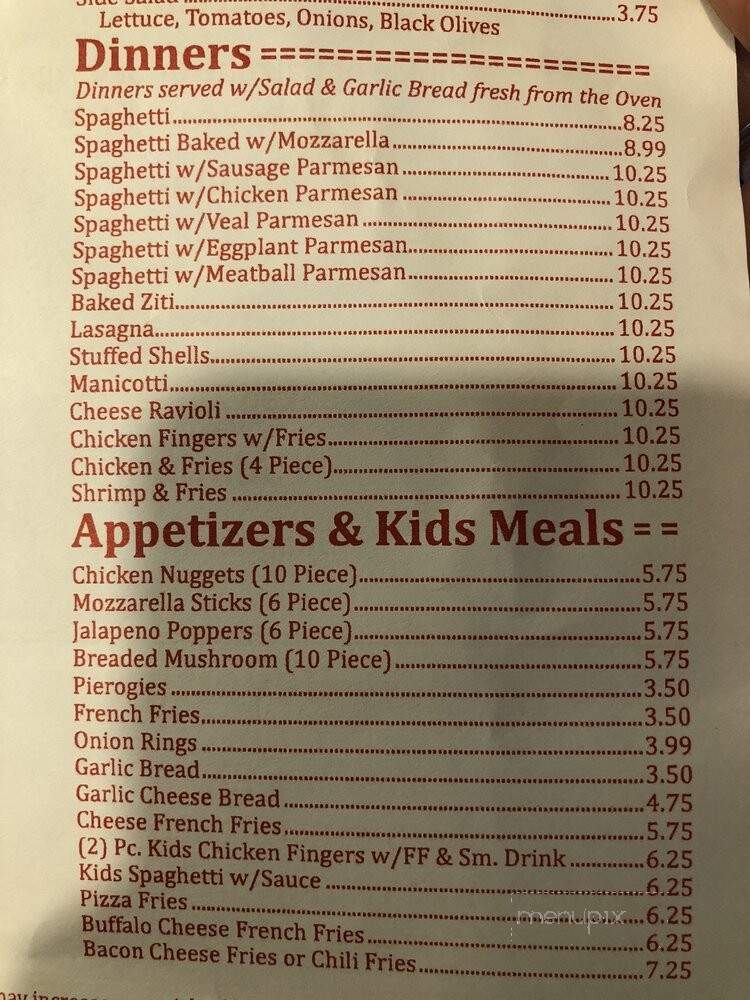 Side Salad 3.75
Lettuce, Tomatoes, Onions, Black Olives
Dinners =====================
Dinners served w/Salad & Garlic Bread fresh from the Oven
Spaghetti 8.25
Spaghetti Baked w/Mozzarella 8.99
Spaghetti w/Sausage Parmesan 10.25
Spaghetti w/Chicken Parmesan 10.25
Spaghetti w/Veal Parmesan 10.25
Spaghetti w/Eggplant Parmesan 10.25
Spaghetti w/Meatball Parmesan 10.25
Baked Ziti 10.25
Lasagna 10.25
Stuffed Shells 10.25
Manicotti 10.25
Cheese Ravioli 10.25
Chicken Fingers w/Fries 10.25
Chicken & Fries (4 Piece) 10.25
Shrimp & Fries 10.25
Appetizers & Kids Meals ==
Chicken Nuggets (10 Piece) 5.75
Mozzarella Sticks (6 Piece) 5.75
Jalapeno Poppers (6 Piece) 5.75
Breaded Mushroom (10 Piece) 5.75
Pierogies 3.50
French Fries 3.50
Onion Rings 3.99
Garlic Bread 3.50
Garlic Cheese Bread 4.75
Cheese French Fries 5.75
(2) Pc. Kids Chicken Fingers w/FF & Sm. Drink 6.25
Kids Spaghetti w/Sauce 6.25
Pizza Fries 6.25
menupix
Buffalo Cheese French Fries 6.25
Bacon Cheese Fries or Chili Fries 7.25